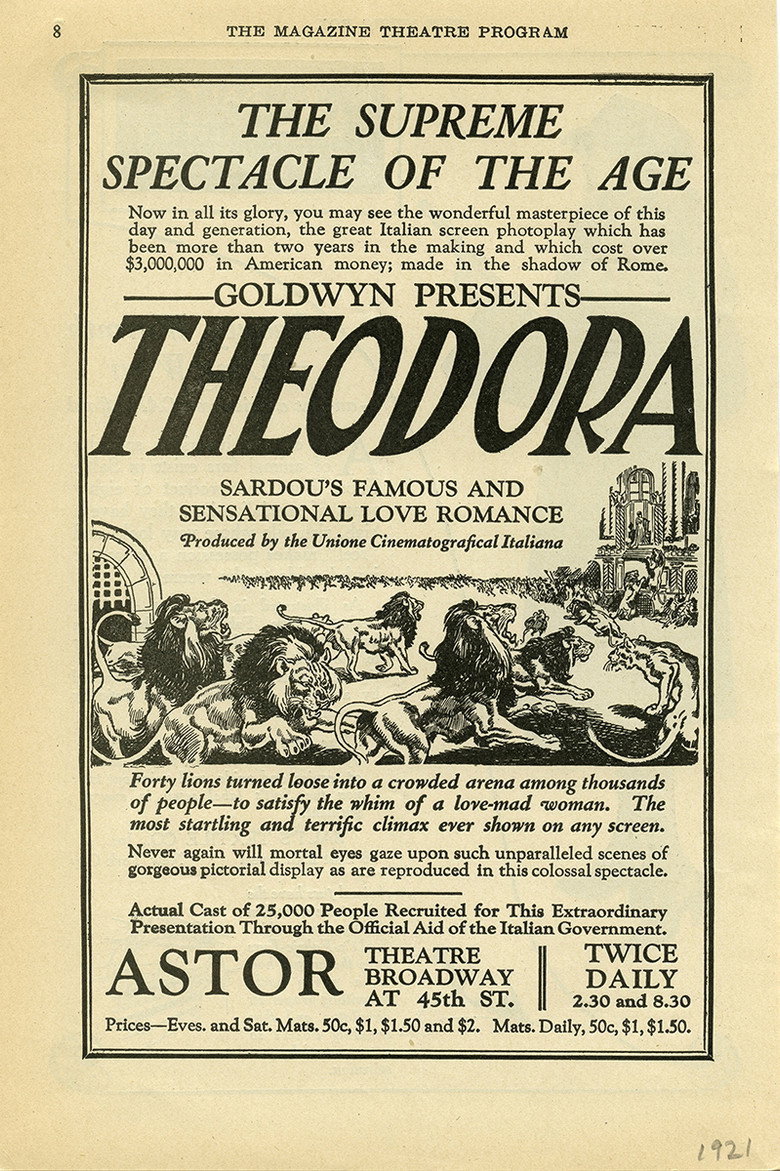 8
THE MAGAZINE THEATRE PROGRAM
THE SUPREME
SPECTACLE OF THE AGE
Now in all its glory, you may see the wonderful masterpiece of this
day and generation, the great Italian screen photoplay which has
been more than two years in the making and which cost over
$3,000,000 in American money; made in the shadow of Rome.
GOLDWYN PRESENTS
THEODORA
SARDOU'S FAMOUS AND
SENSATIONAL LOVE ROMANCE
Produced by the Unione Cinematografical Italiana
Forty lions turned loose into a crowded arena among thousands
of people—to satisfy the whim of a love-mad woman. The
most startling and terrific climax ever shown on any screen.
Never again will mortal eyes gaze upon such unparalleled scenes of
gorgeous pictorial display as are reproduced in this colossal spectacle.
Actual Cast of 25,000 People Recruited for This Extraordinary
Presentation Through the Official Aid of the Italian Government.
ASTOR
THEATRE
BROADWAY
AT 45th ST.
TWICE
DAILY
2.30 and 8.30
Prices—Eves. and Sat. Mats. 50c, $1, $1.50 and $2. Mats. Daily, 50c, $1, $1.50.
1921